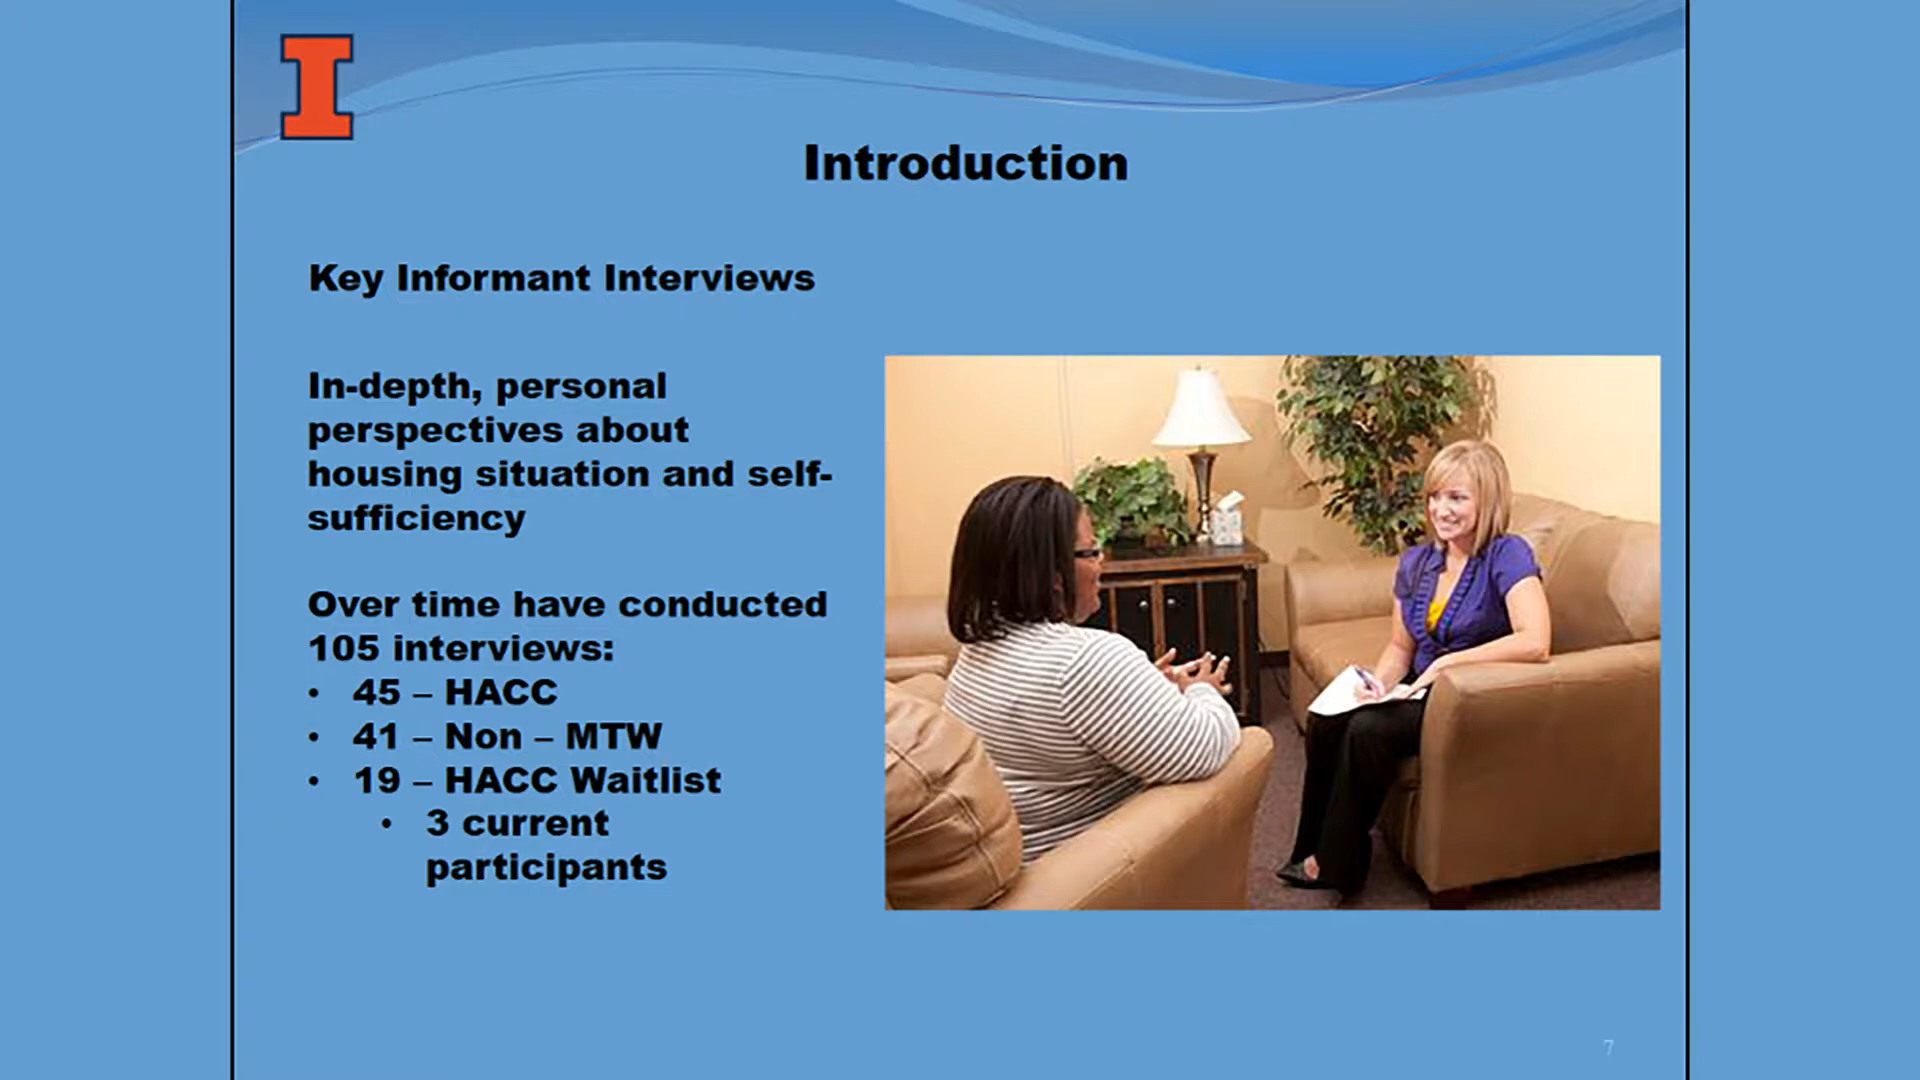 I
Introduction
Key Informant Interviews
In-depth, personal
perspectives about
housing situation and self-
sufficiency
Over time have conducted
105 interviews:
• 45 – HACC
• 41 – Non – MTW
• 19 – HACC Waitlist
• 3 current
participants
7